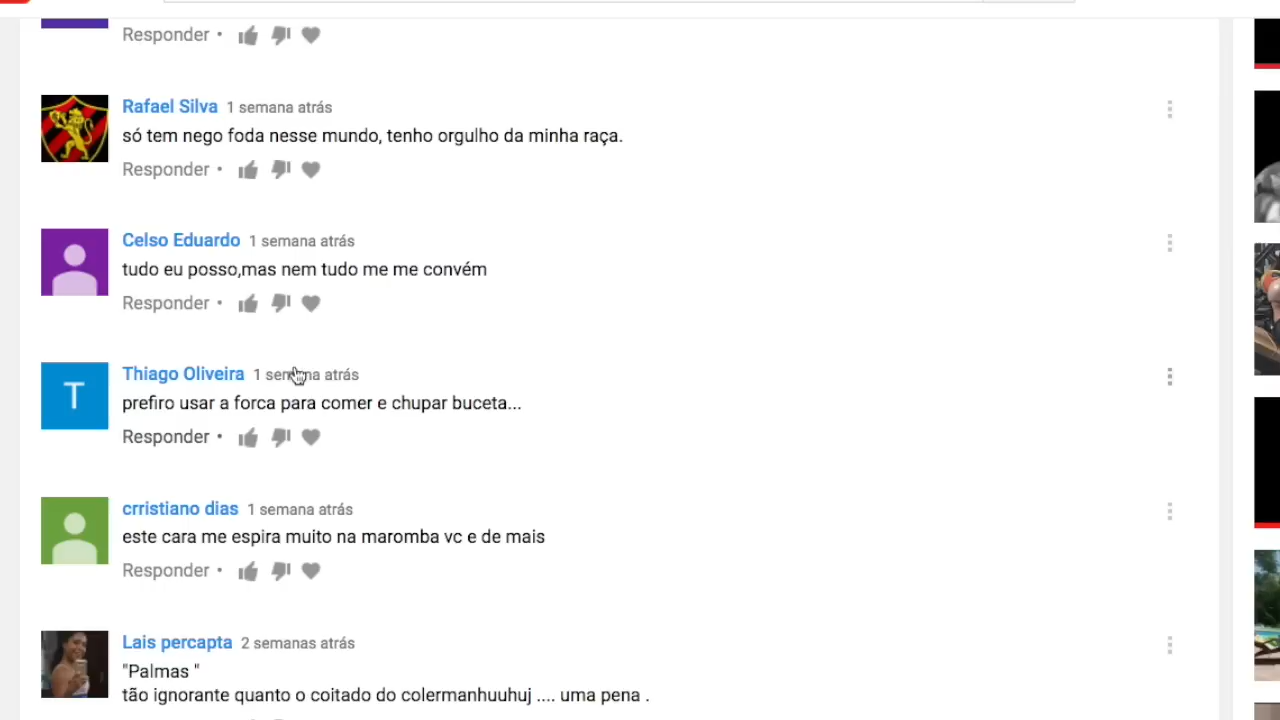 Responder •
Rafael Silva 1 semana atrás
só tem nego foda nesse mundo, tenho orgulho da minha raça.
Responder •
Celso Eduardo 1 semana atrás
tudo eu posso,mas nem tudo me me convém
Responder •
T
Thiago Oliveira 1 semana atrás
prefiro usar a forca para comer e chupar buceta...
Responder •
crristiano dias 1 semana atrás
este cara me espira muito na maromba vc e de mais
Responder •
Lais percapta 2 semanas atrás
"Palmas "
tão ignorante quanto o coitado do colermanhuuhuj .... uma pena .